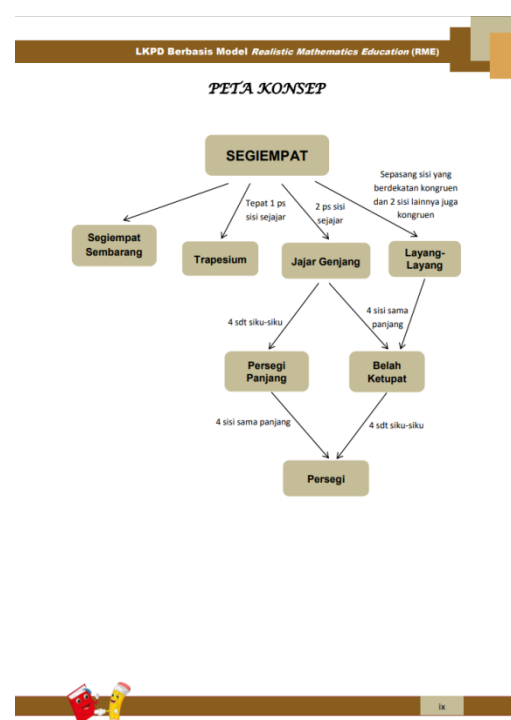 LKPD Berbasis Model Realistic Mathematics Education (RME)
PETA KONSEP
SEGIEMPAT
Sepasang sisi yang
berdekatan kongruen
dan 2 sisi lainnya juga
kongruen
Tepat 1 ps
sisi sejajar
2 ps sisi
sejajar
Segiempat
Sembarang
Trapesium
Jajar Genjang
Layang-
Layang
4 sdt siku-siku
4 sisi sama
panjang
Persegi
Panjang
Belah
Ketupat
4 sisi sama panjang
4 sdt siku-siku
Persegi
ix